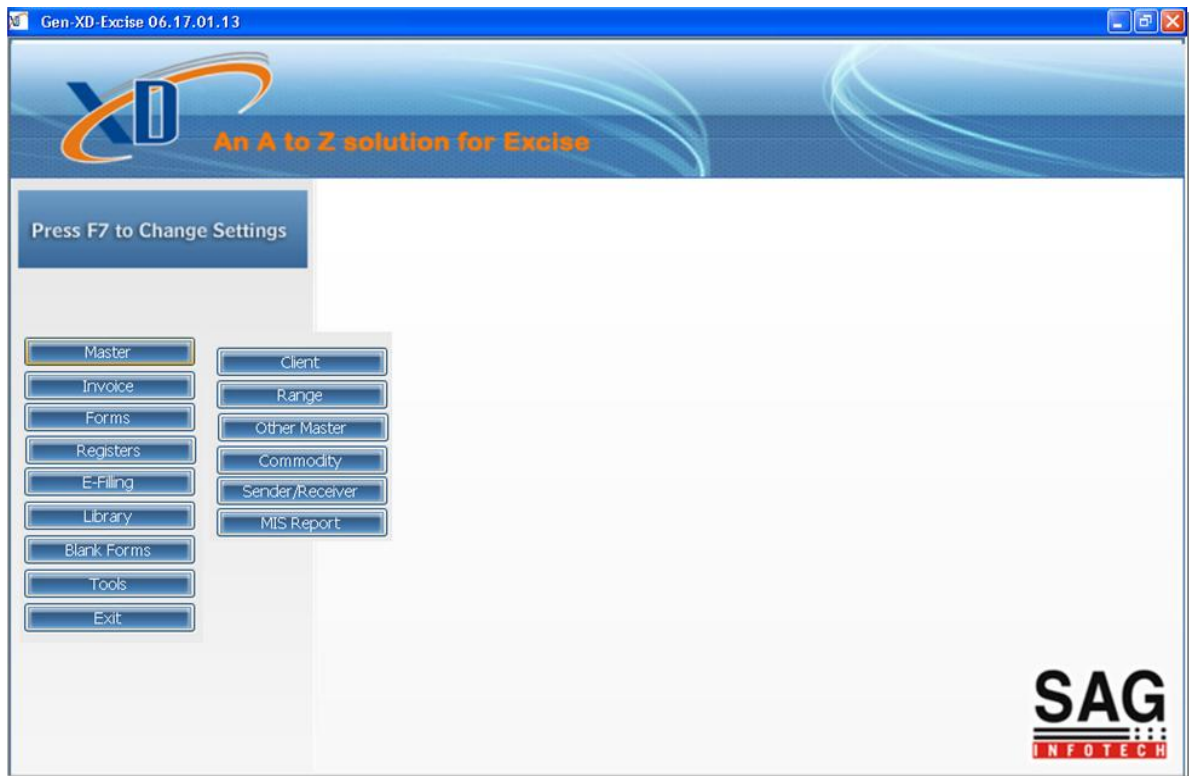 Gen-XD-Excise 06.17.01.13
XD
An A to Z solution for Excise
Press F7 to Change Settings
Master
Invoice
Forms
Registers
E-Filling
Library
Blank Forms
Tools
Exit
Client
Range
Other Master
Commodity
Sender/Receiver
MIS Report
SAG
INFOTECH